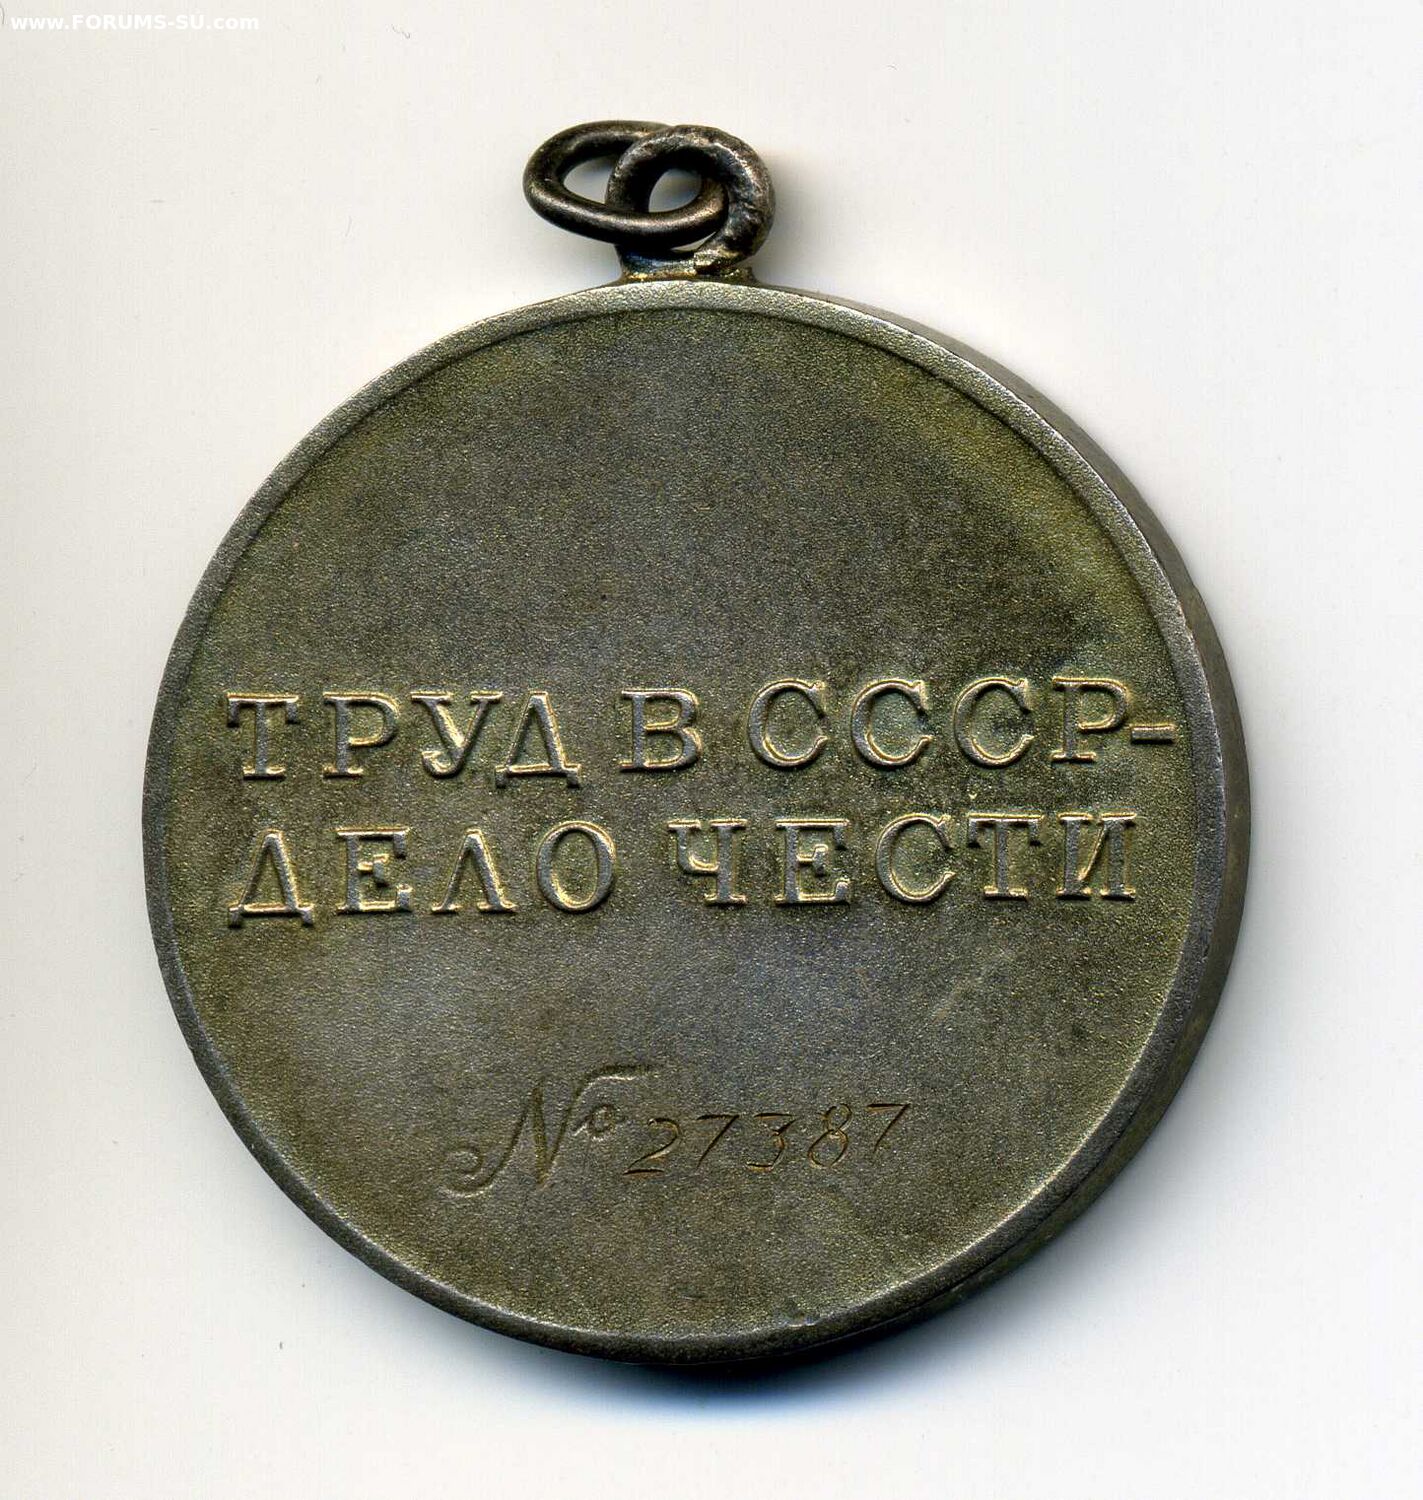 www.FORUMS-SU.com
ТРУД В СССР-
ДЕЛО ЧЕСТИ
№ 27387